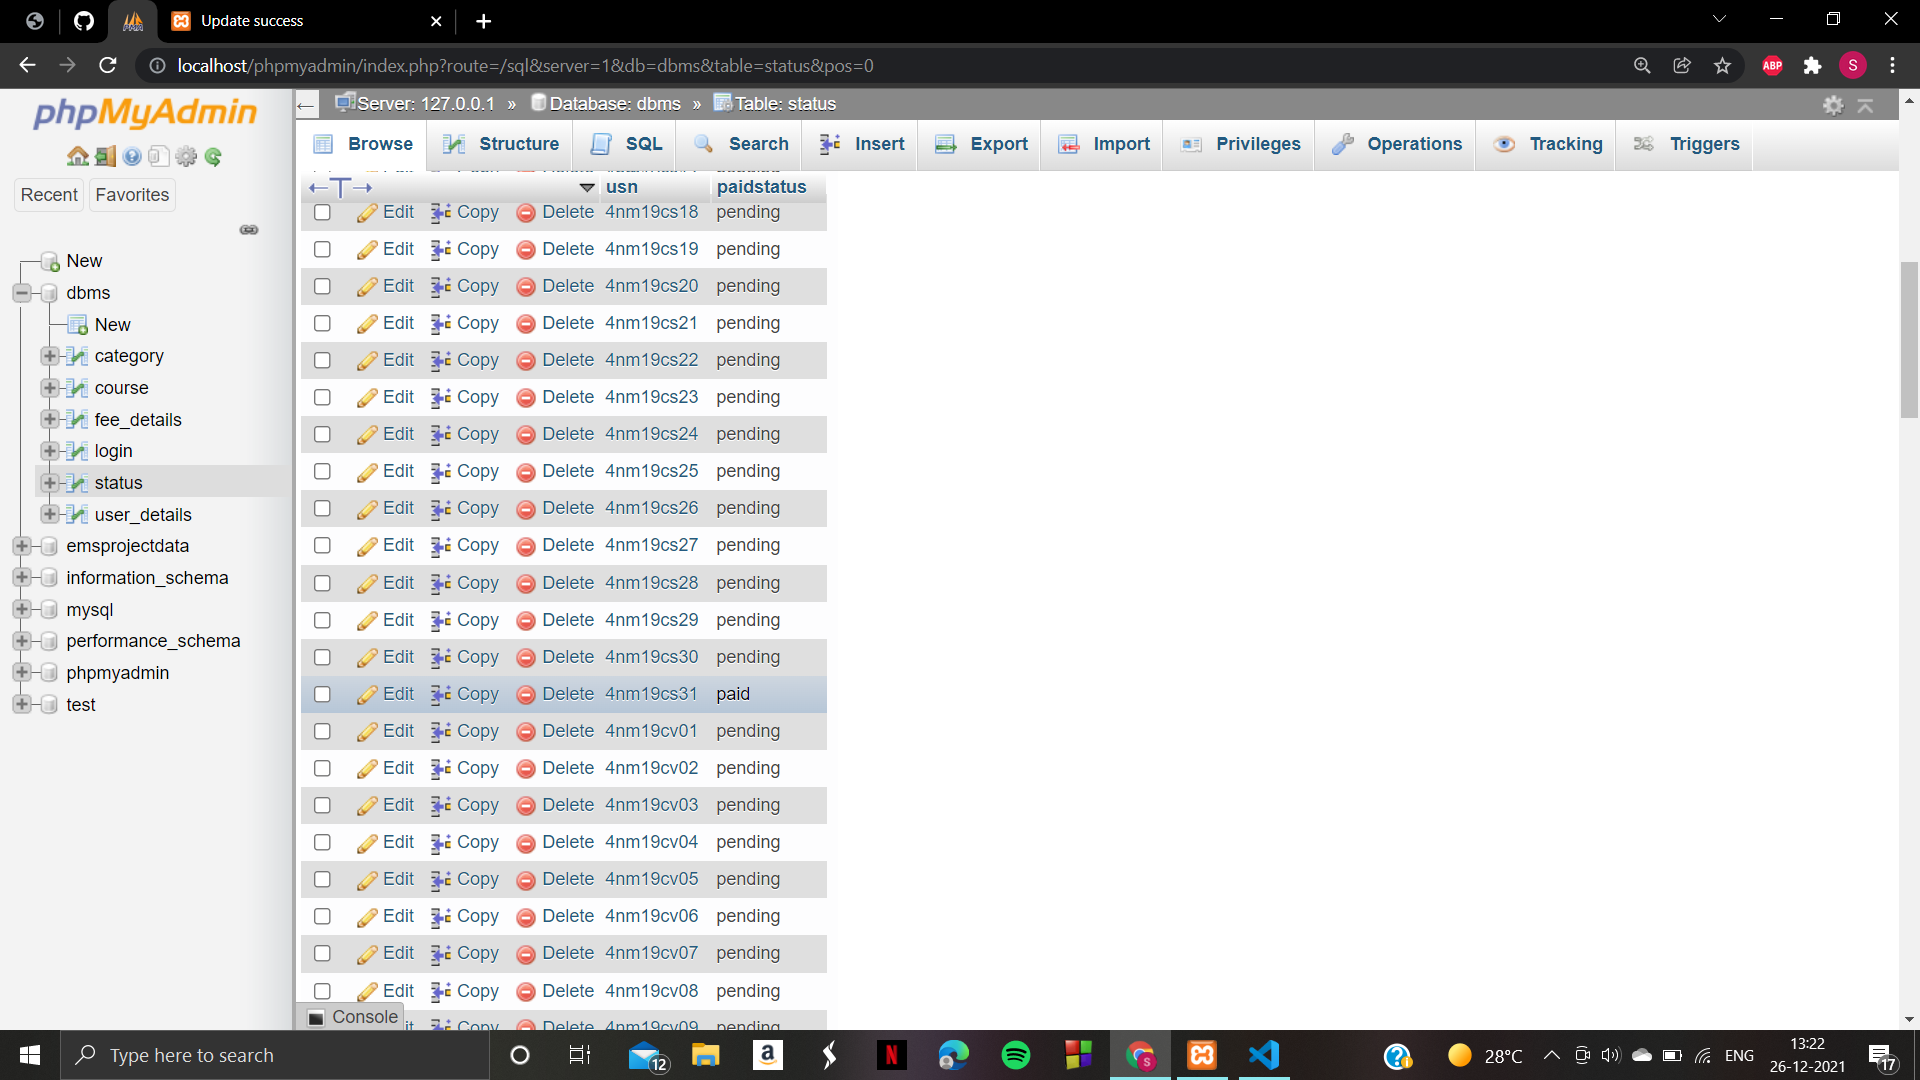 Update success
localhost/phpmyadmin/index.php?route=/sql&server=1&db=dbms&table=status&pos=0
ABP
S
phpMyAdmin
Recent
Favorites
New
dbms
New
category
course
fee_details
login
status
user_details
emsprojectdata
information_schema
mysql
performance_schema
phpmyadmin
test
Server: 127.0.0.1 » Database: dbms » Table: status
Browse Structure SQL Search Insert Export Import Privileges Operations Tracking Triggers
usn paidstatus
Edit Copy Delete 4nm19cs18 pending
Edit Copy Delete 4nm19cs19 pending
Edit Copy Delete 4nm19cs20 pending
Edit Copy Delete 4nm19cs21 pending
Edit Copy Delete 4nm19cs22 pending
Edit Copy Delete 4nm19cs23 pending
Edit Copy Delete 4nm19cs24 pending
Edit Copy Delete 4nm19cs25 pending
Edit Copy Delete 4nm19cs26 pending
Edit Copy Delete 4nm19cs27 pending
Edit Copy Delete 4nm19cs28 pending
Edit Copy Delete 4nm19cs29 pending
Edit Copy Delete 4nm19cs30 pending
Edit Copy Delete 4nm19cs31 paid
Edit Copy Delete 4nm19cv01 pending
Edit Copy Delete 4nm19cv02 pending
Edit Copy Delete 4nm19cv03 pending
Edit Copy Delete 4nm19cv04 pending
Edit Copy Delete 4nm19cv05 pending
Edit Copy Delete 4nm19cv06 pending
Edit Copy Delete 4nm19cv07 pending
Edit Copy Delete 4nm19cv08 pending
Copy Delete 4nm19cv09 pending
Console
Type here to search
12
28°C
ENG
13:22
26-12-2021
17